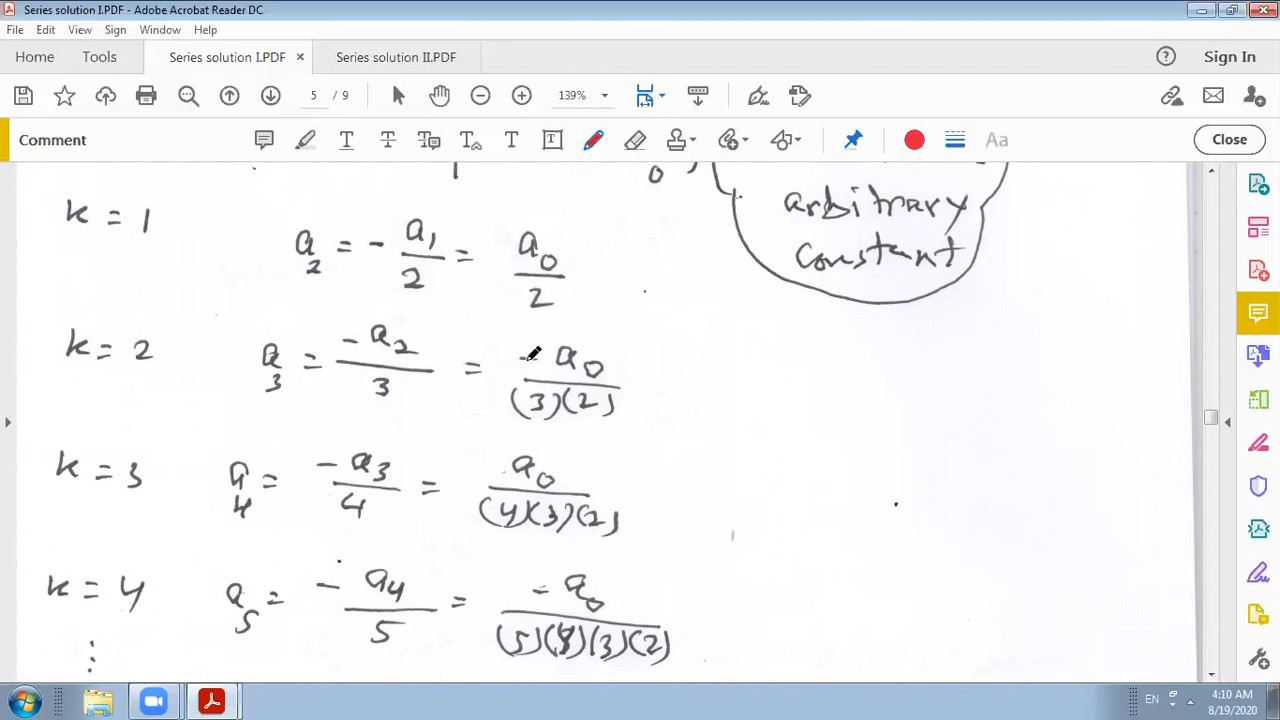 Series solution I.PDF - Adobe Acrobat Reader DC
File Edit View Sign Window Help
Home Tools Series solution I.PDF × Series solution II.PDF Sign In
5 / 9 139%
Comment Aa Close
arbitrary
constant
k = 1 a₂ = - a₁/2 = a₀/2
k = 2 a₃ = -a₂/3 = -a₀/(3)(2)
k = 3 a₄ = -a₃/4 = a₀/(4)(3)(2)
k = 4 a₅ = -a₄/5 = -a₀/(5)(4)(3)(2)
⋮
EN 4:10 AM
8/19/2020